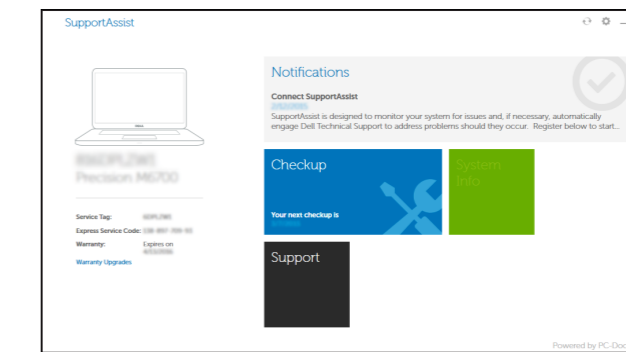 SupportAssist
Notifications
Connect SupportAssist
SupportAssist is designed to monitor your system for issues and, if necessary, automatically
engage Dell Technical Support to address problems should they occur. Register below to start...
Precision M6700
Checkup
System
Info
Your next checkup is
Service Tag:
Express Service Code:
Warranty: Expires on
Warranty Upgrades
Support
Powered by PC-Doc